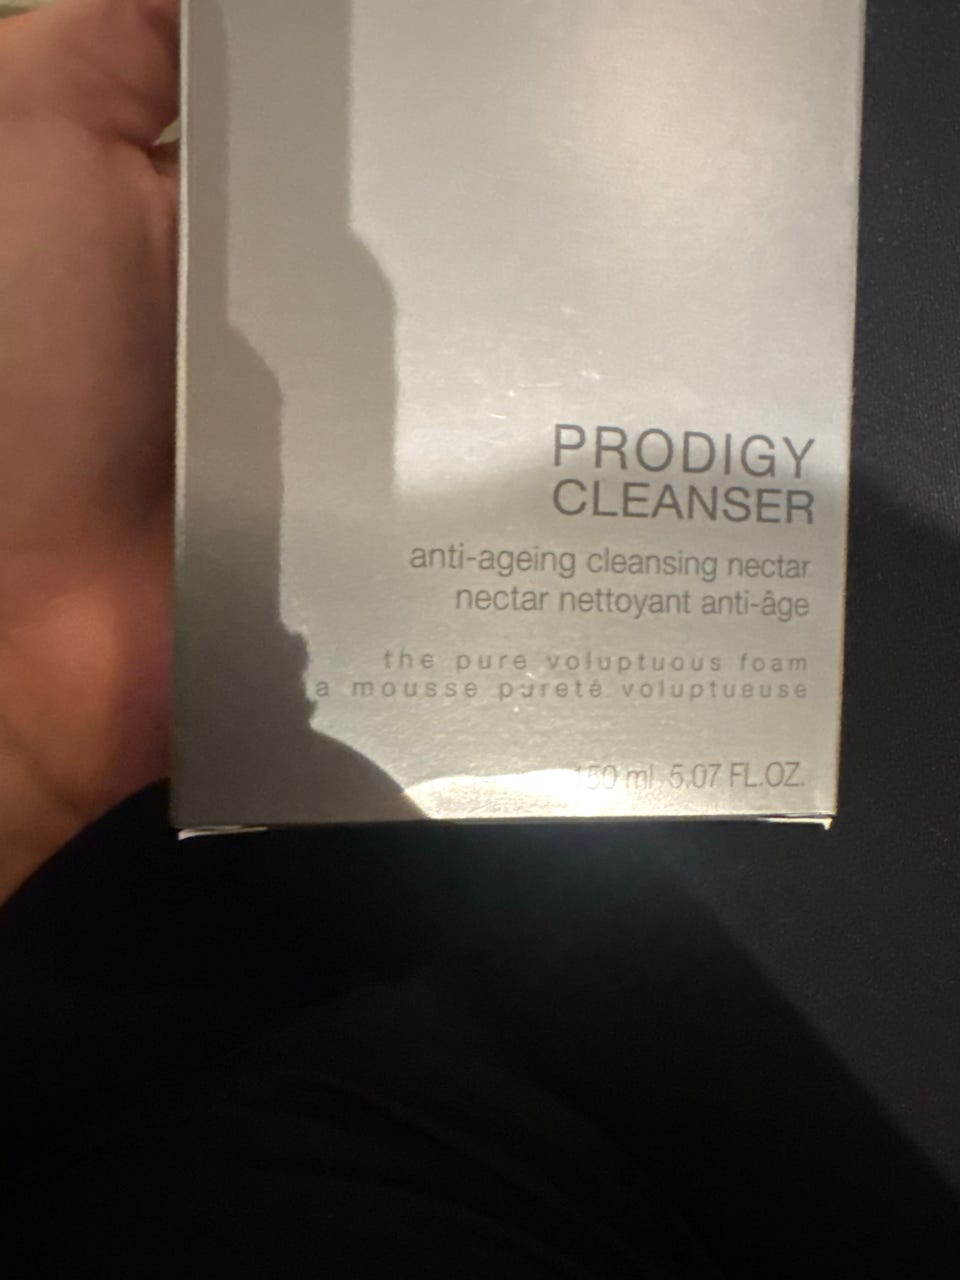 PRODIGY
CLEANSER
anti-ageing cleansing nectar
nectar nettoyant anti-âge
the pure voluptuous foam
a mousse pureté voluptueuse
150 ml 5.07 FL.OZ.